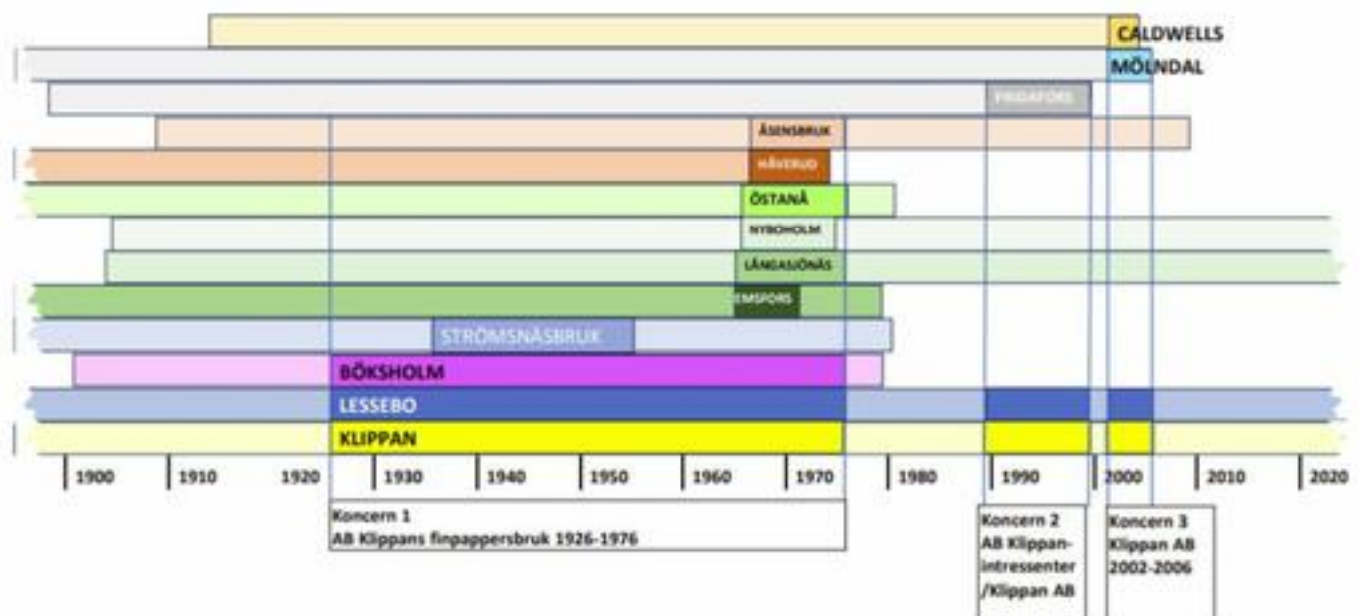 CALDWELLS
MÖLNDAL
FRIDAFORS
ÅSENSBRUK
HÅVERUD
ÖSTANÅ
NYBOHOLM
LÅNGASJÖNÄS
EMSFORS
STRÖMSNÄSBRUK
BÖKSHOLM
LESSEBO
KLIPPAN
1900 1910 1920 1930 1940 1950 1960 1970 1980 1990 2000 2010 2020
Koncern 1
AB Klippans finpappersbruk 1926-1976
Koncern 2
AB Klippan-
intressenter
/Klippan AB
Koncern 3
Klippan AB
2002-2006